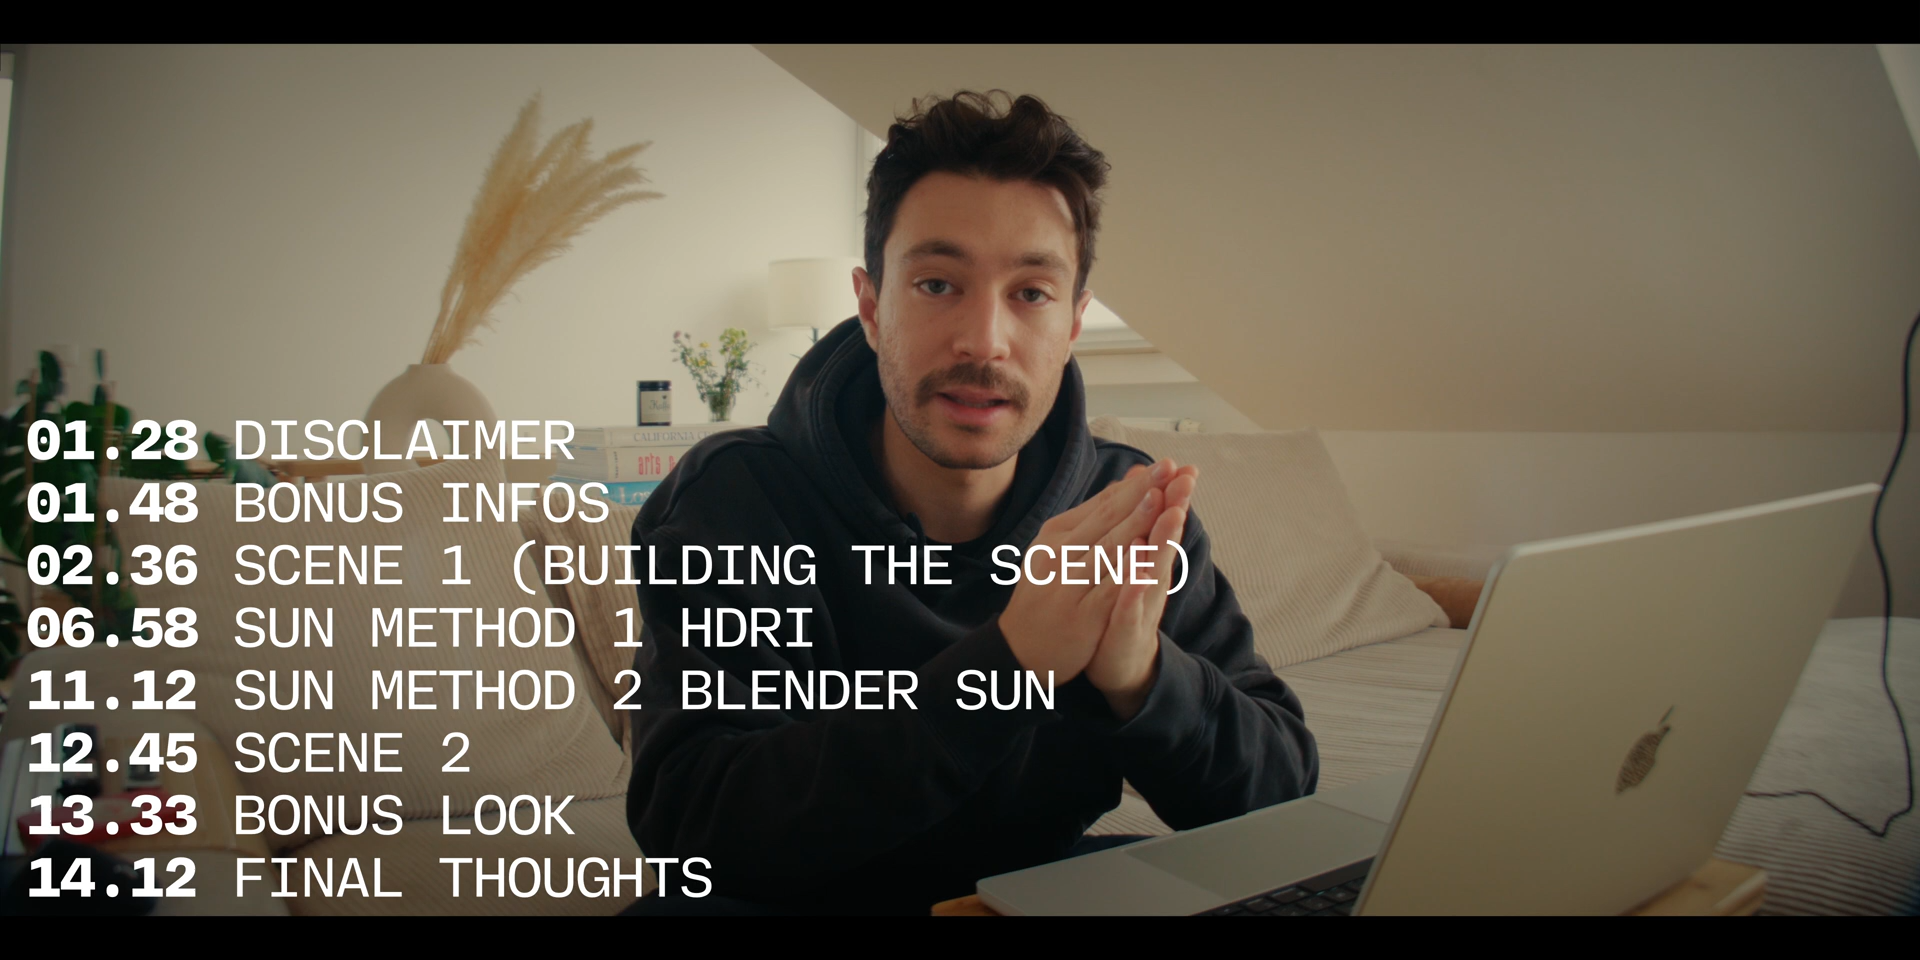 01.28 DISCLAIMER
01.48 BONUS INFOS
02.36 SCENE 1 (BUILDING THE SCENE)
06.58 SUN METHOD 1 HDRI
11.12 SUN METHOD 2 BLENDER SUN
12.45 SCENE 2
13.33 BONUS LOOK
14.12 FINAL THOUGHTS
CALIFORNIA
arts